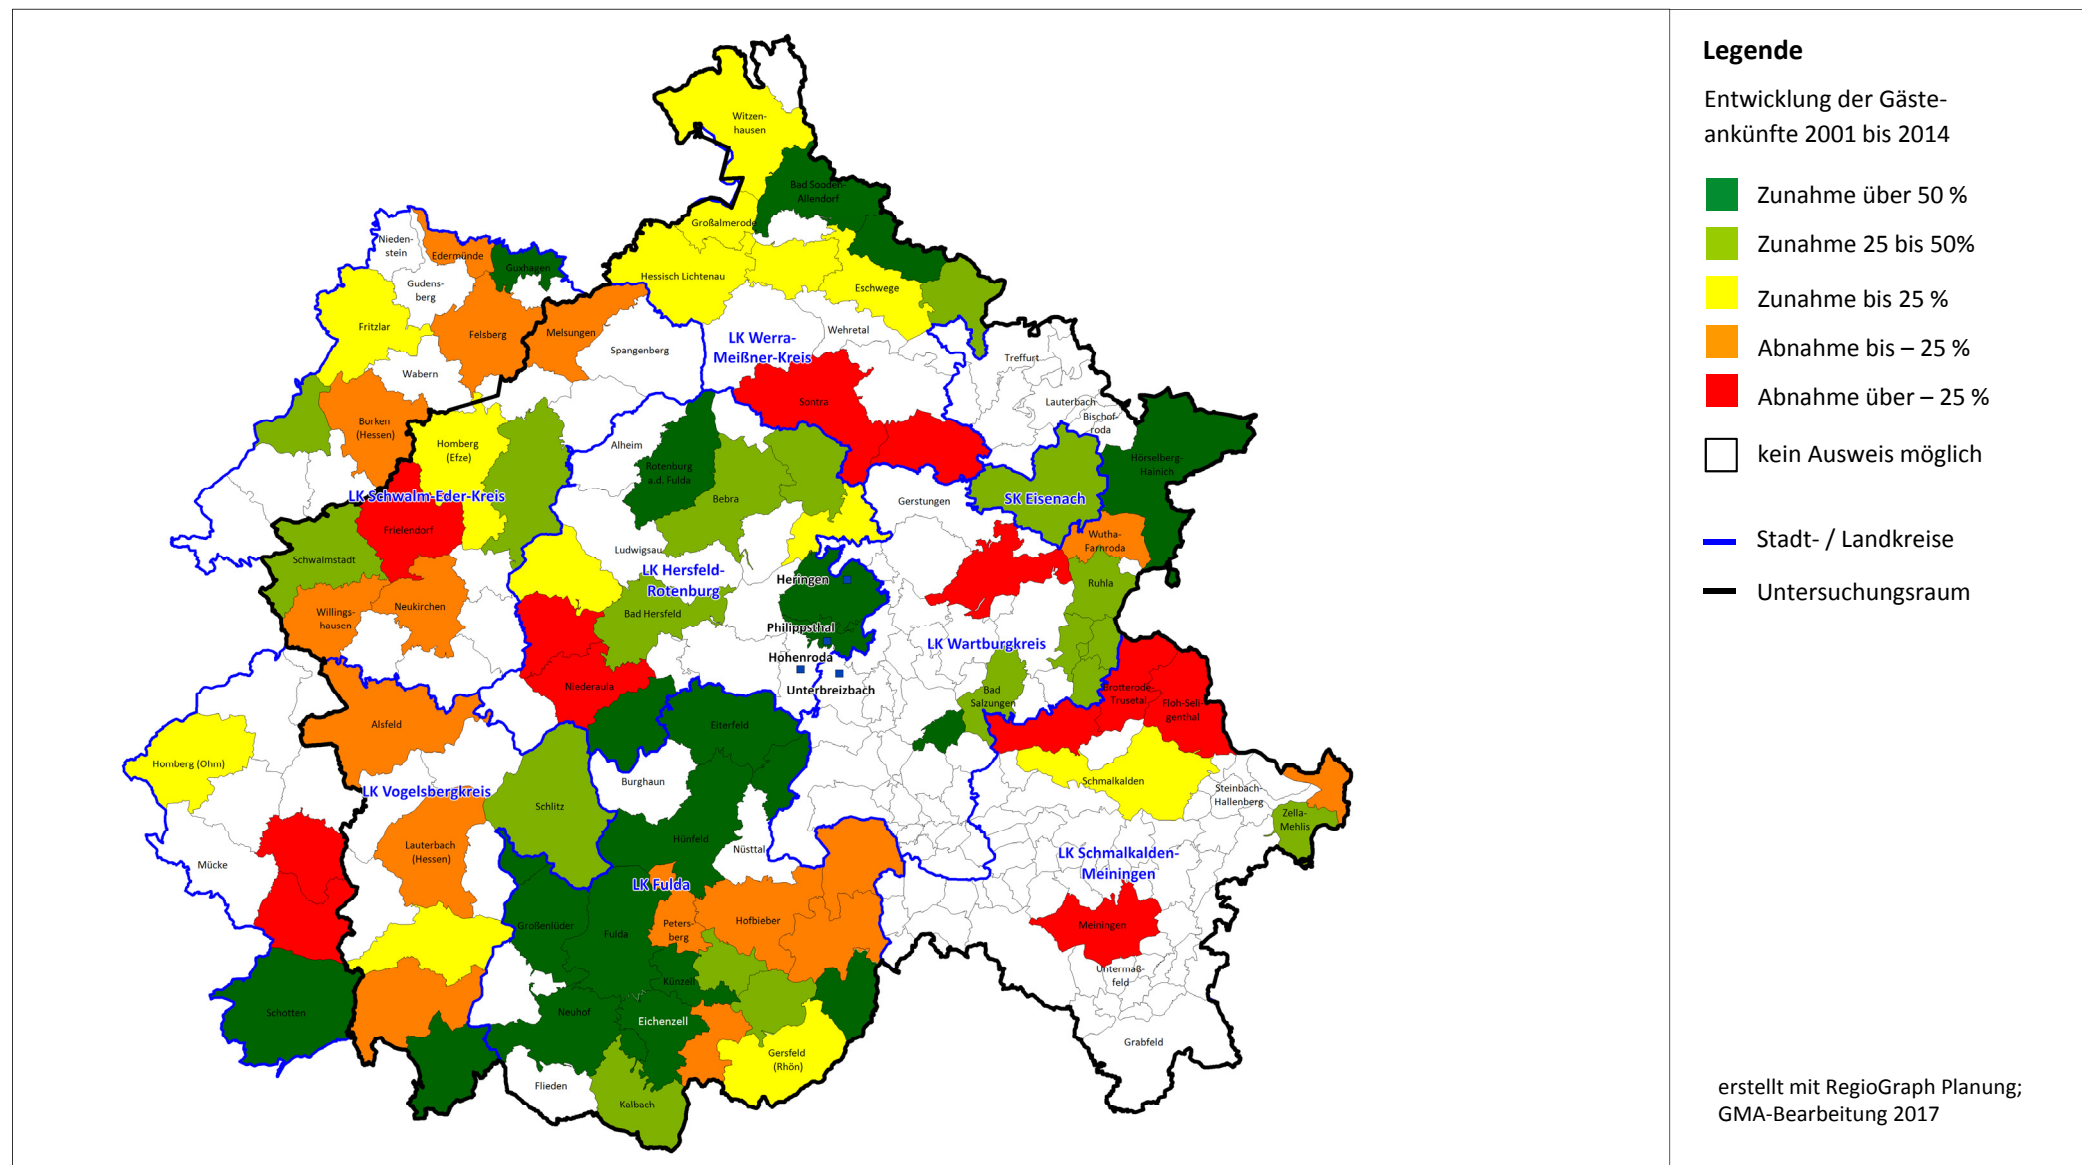 Witzen-
hausen
Bad Sooden-
Allendorf
Großalmerode
Nieden-
stein
Edermünde
Guxhagen
Hessisch Lichtenau
Gudens-
berg
Eschwege
Fritzlar
Felsberg
Melsungen
Wehretal
LK Werra-
Meißner-Kreis
Spangenberg
Treffurt
Wabern
Sontra
Lauterbach
Bischof-
roda
Borken
(Hessen)
Homberg
(Efze)
Alheim
Rotenburg
a.d. Fulda
Hörselberg-
Hainich
LK Schwalm-Eder-Kreis
Bebra
Gerstungen
SK Eisenach
Frielendorf
Wutha-
Farnroda
Schwalmstadt
Ludwigsau
LK Hersfeld-
Rotenburg
Heringen
Ruhla
Willings-
hausen
Neukirchen
Bad Hersfeld
Philippsthal
LK Wartburgkreis
Hohenroda
Niederaula
Unterbreizbach
Bad
Salzungen
Brotterode-
Trusetal
Floh-Seli-
genthal
Alsfeld
Eiterfeld
Homberg (Ohm)
Burghaun
Schmalkalden
LK Vogelsbergkreis
Steinbach-
Hallenberg
Schlitz
Zella-
Mehlis
Hünfeld
Lauterbach
(Hessen)
Nüsttal
Mücke
LK Schmalkalden-
Meiningen
LK Fulda
Großenlüder
Hofbieber
Peters-
berg
Fulda
Meiningen
Künzell
Untermaß-
feld
Schotten
Neuhof
Eichenzell
Grabfeld
Gersfeld
(Rhön)
Flieden
Kalbach
Legende
Entwicklung der Gäste-
ankünfte 2001 bis 2014
Zunahme über 50 %
Zunahme 25 bis 50%
Zunahme bis 25 %
Abnahme bis – 25 %
Abnahme über – 25 %
kein Ausweis möglich
Stadt- / Landkreise
Untersuchungsraum
erstellt mit RegioGraph Planung;
GMA-Bearbeitung 2017